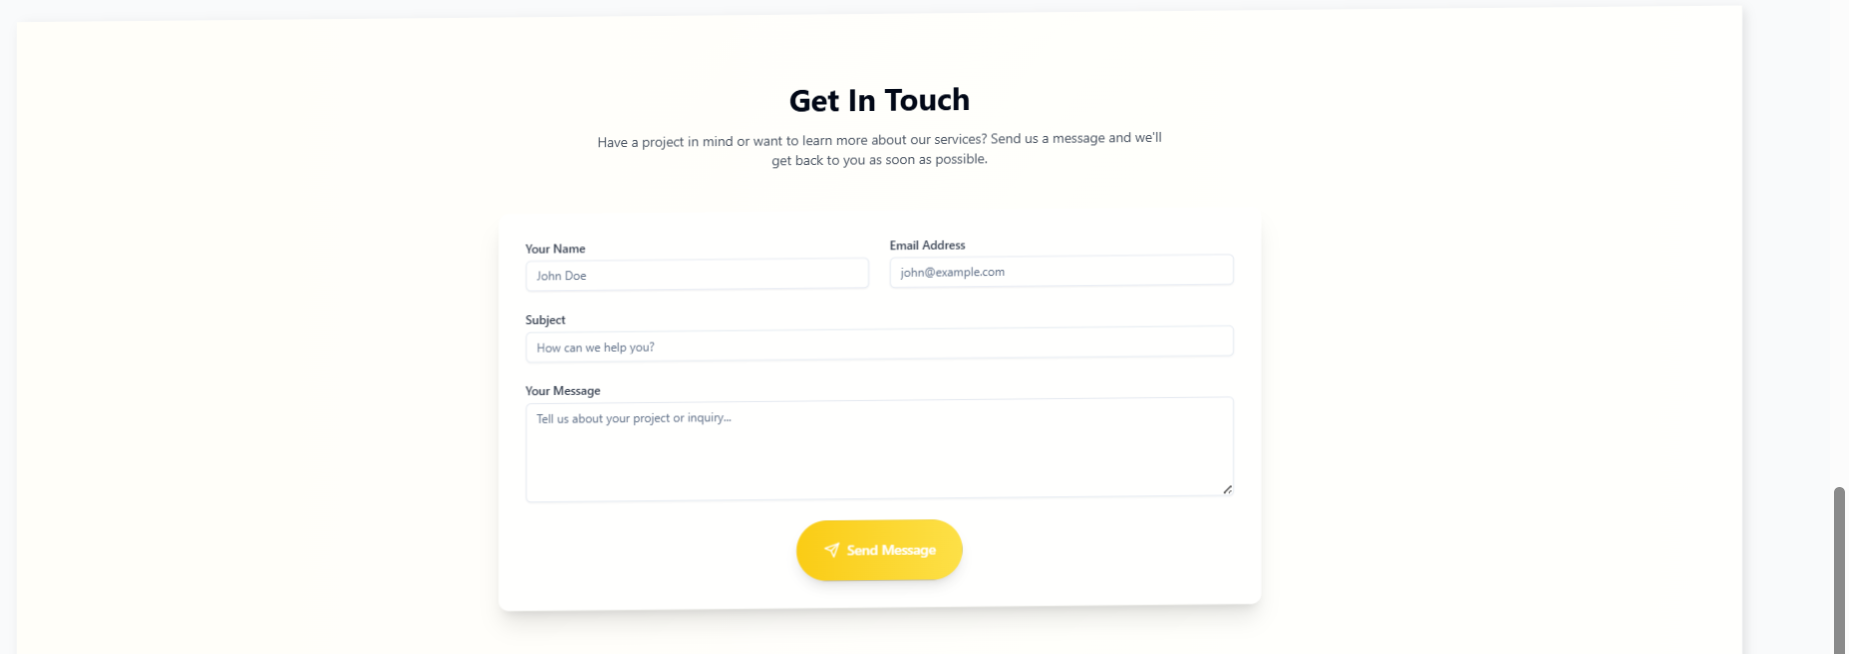 Get In Touch
Have a project in mind or want to learn more about our services? Send us a message and we'll
get back to you as soon as possible.
Your Name
Email Address
John Doe
john@example.com
Subject
How can we help you?
Your Message
Tell us about your project or inquiry...
Send Message